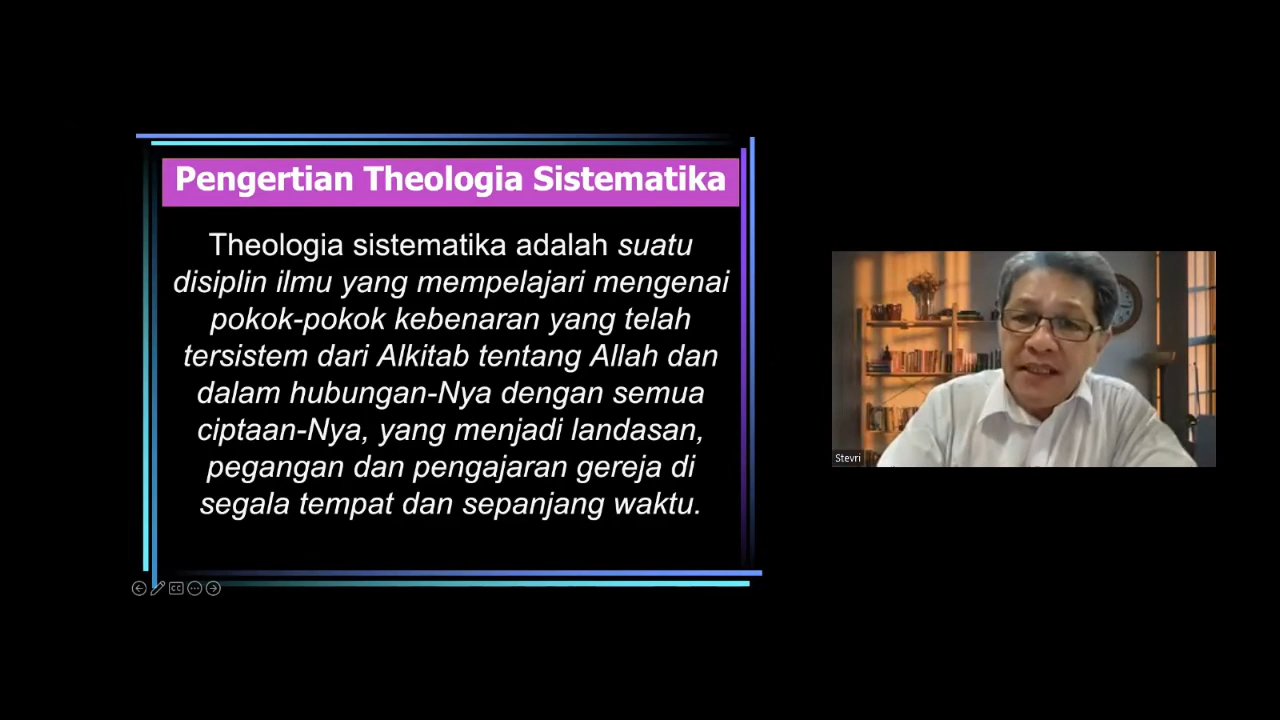 Pengertian Theologia Sistematika
Theologia sistematika adalah suatu
disiplin ilmu yang mempelajari mengenai
pokok-pokok kebenaran yang telah
tersistem dari Alkitab tentang Allah dan
dalam hubungan-Nya dengan semua
ciptaan-Nya, yang menjadi landasan,
pegangan dan pengajaran gereja di
segala tempat dan sepanjang waktu.
CC
Stevri